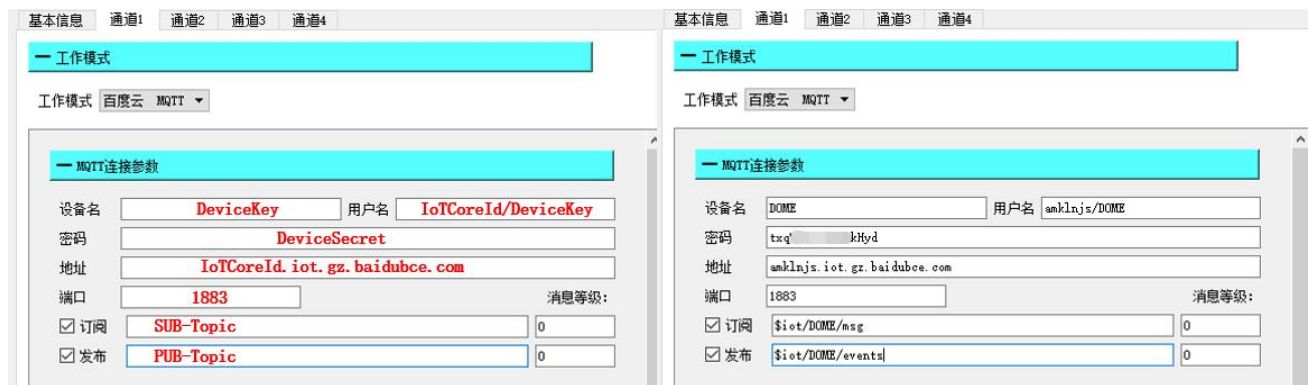 基本信息 通道1 通道2 通道3 通道4
一 工作模式
工作模式 百度云 MQTT
一 MQTT连接参数
设备名 DeviceKey 用户名 IoTCoreId/DeviceKey
密码 DeviceSecret
地址 IoTCoreId.iot.gz.baidubce.com
端口 1883 消息等级:
订阅 SUB-Topic 0
发布 PUB-Topic 0
基本信息 通道1 通道2 通道3 通道4
一 工作模式
工作模式 百度云 MQTT
一 MQTT连接参数
设备名 DOME 用户名 amklnjs/DOME
密码 txq kHyd
地址 amklnjs.iot.gz.baidubce.com
端口 1883 消息等级:
订阅 $iot/DOME/msg 0
发布 $iot/DOME/events 0